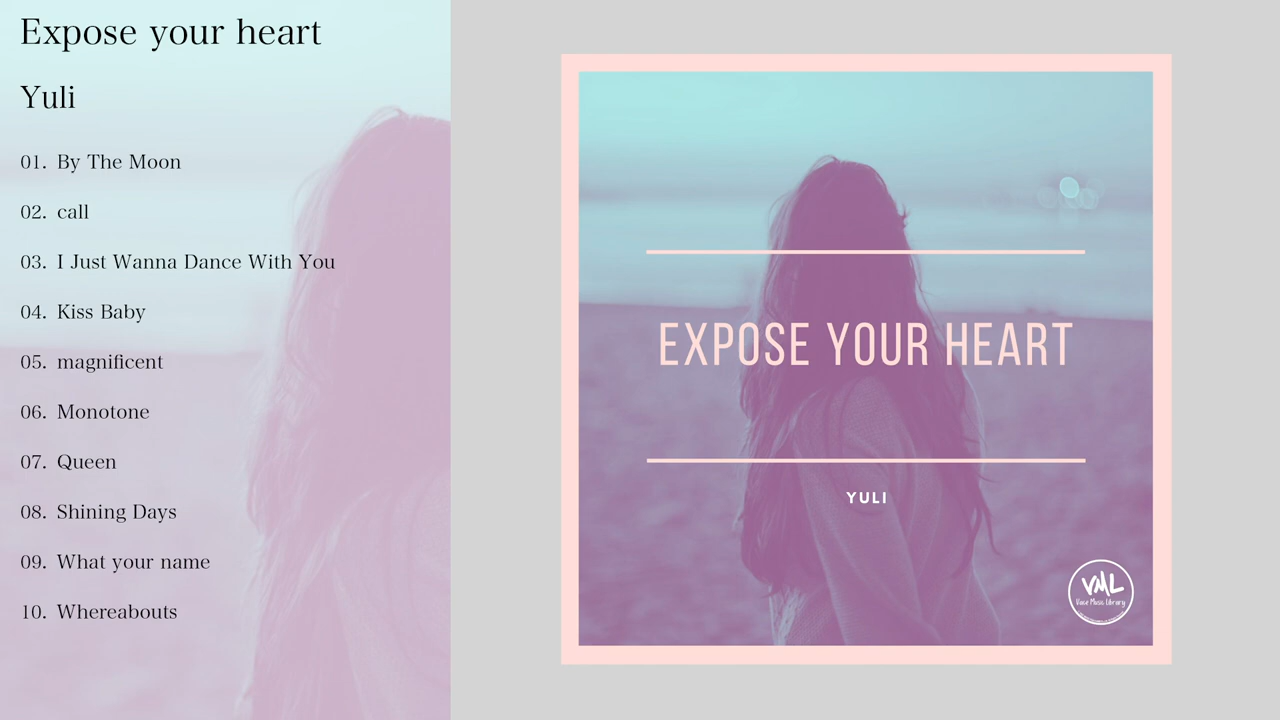 Expose your heart
Yuli
01. By The Moon
02. call
03. I Just Wanna Dance With You
04. Kiss Baby
05. magnificent
06. Monotone
07. Queen
08. Shining Days
09. What your name
10. Whereabouts
EXPOSE YOUR HEART
YULI
VML
Vase Music Library